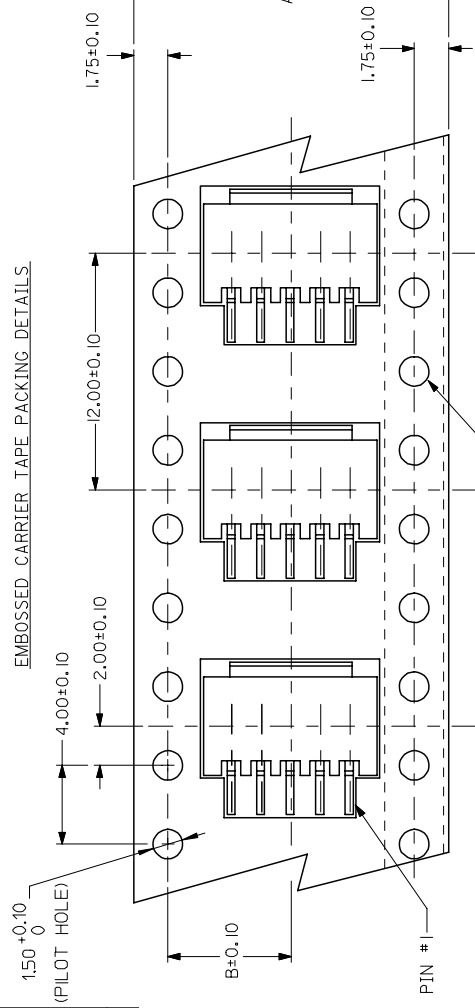 EMBOSSED CARRIER TAPE PACKING DETAILS
1.50 +0.10
0
(PILOT HOLE)
4.00±0.10
2.00±0.10
12.00±0.10
1.75±0.10
A
B±0.10
PIN #1
1.75±0.10